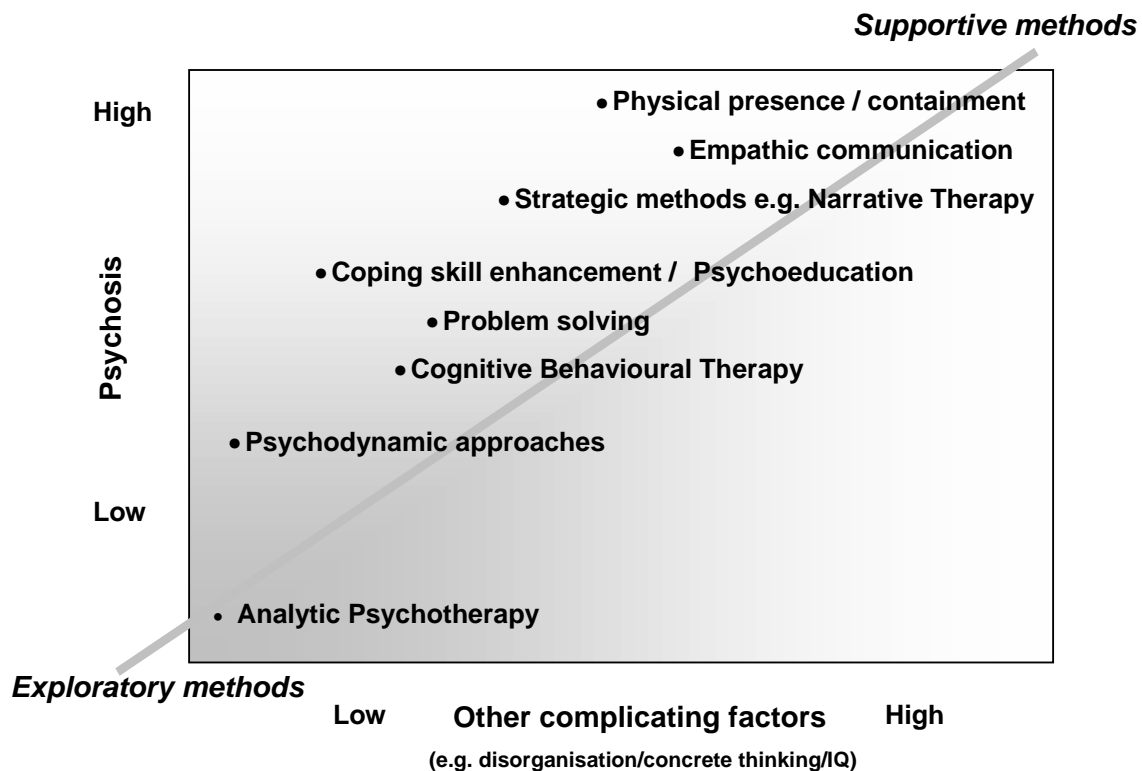 Supportive methods
High
• Physical presence / containment
• Empathic communication
• Strategic methods e.g. Narrative Therapy
Psychosis
• Coping skill enhancement / Psychoeducation
• Problem solving
• Cognitive Behavioural Therapy
• Psychodynamic approaches
Low
• Analytic Psychotherapy
Exploratory methods
Low Other complicating factors High
(e.g. disorganisation/concrete thinking/IQ)